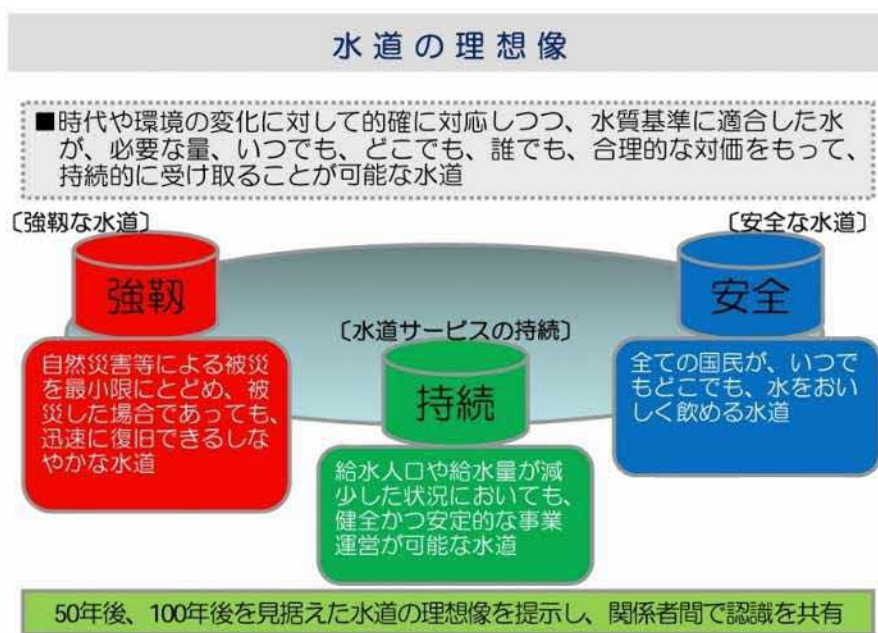 水道の理想像
■時代や環境の変化に対して的確に対応しつつ、水質基準に適合した水
が、必要な量、いつでも、どこでも、誰でも、合理的な対価をもって、
持続的に受け取ることが可能な水道
〔強靱な水道〕
〔安全な水道〕
強靱
安全
〔水道サービスの持続〕
持続
自然災害等による被災
を最小限にとどめ、被
災した場合であっても、
迅速に復旧できるしな
やかな水道
給水人口や給水量が減
少した状況においても、
健全かつ安定的な事業
運営が可能な水道
全ての国民が、いつで
もどこでも、水をおい
しく飲める水道
50年後、100年後を見据えた水道の理想像を提示し、関係者間で認識を共有